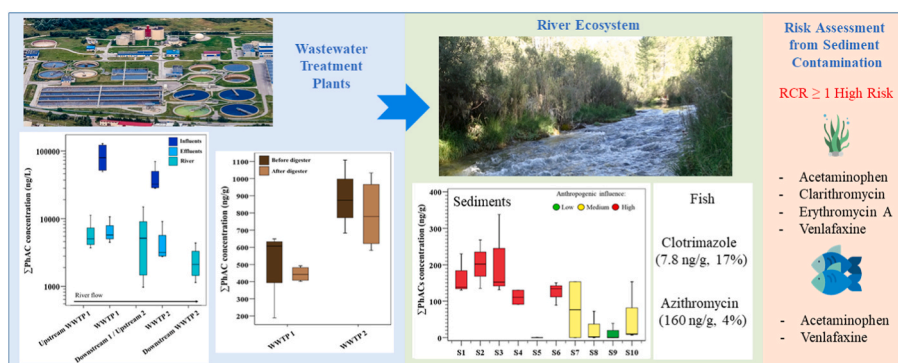 Wastewater
Treatment
Plants
River Ecosystem
Risk Assessment
from Sediment
Contamination
RCR ≥ 1 High Risk
- Acetaminophen
- Clarithromycin
- Erythromycin A
- Venlafaxine
- Acetaminophen
- Venlafaxine
∑PhAC concentration (ng/L)
100000
10000
1000
Influents
Effluents
River
River flow
Upstream WWTP 1
WWTP 1
Downstream 1 / Upstream 2
WWTP 2
Downstream WWTP 2
∑PhAC concentration (ng/g)
1100
1000
900
800
700
600
500
400
300
200
Before digester
After digester
WWTP 1
WWTP 2
∑PhACs concentration (ng/g)
400
300
200
100
0
Sediments
Anthropogenic influence:
Low
Medium
High
S1 S2 S3 S4 S5 S6 S7 S8 S9 S10
Fish
Clotrimazole
(7.8 ng/g, 17%)
Azithromycin
(160 ng/g, 4%)